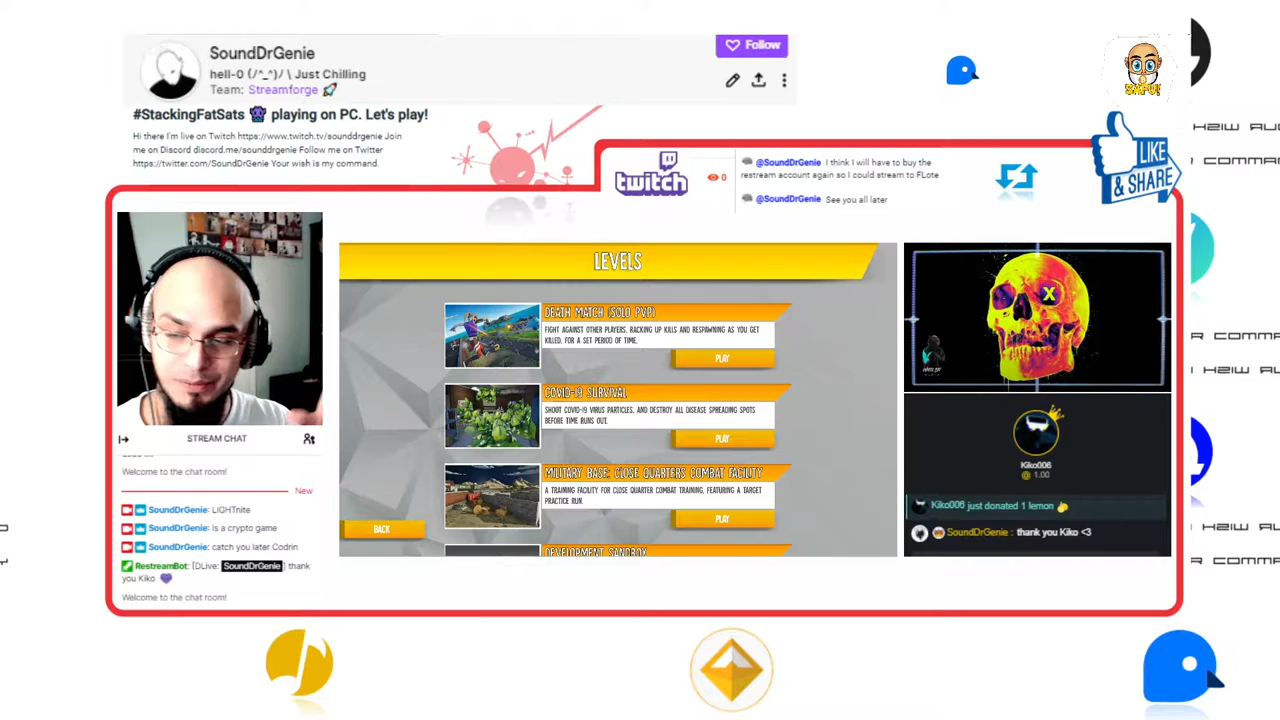 SoundDrGenie
hell-0 (/^_^)/ \ Just Chilling
Team: Streamforge 🚀
Follow
SAFU!
#StackingFatSats 👾 playing on PC. Let's play!
Hi there I'm live on Twitch https://www.twitch.tv/sounddrgenie Join
me on Discord discord.me/sounddrgenie Follow me on Twitter
https://twitter.com/SoundDrGenie Your wish is my command.
twitch
0
@SoundDrGenie I think I will have to buy the
restream account again so I could stream to FLote
@SoundDrGenie See you all later
LIKE
& SHARE
LEVELS
DEATH MATCH (SOLO PVP)
FIGHT AGAINST OTHER PLAYERS, RACKING UP KILLS AND RESPAWNING AS YOU GET
KILLED, FOR A SET PERIOD OF TIME.
PLAY
COVID-19 SURVIVAL
SHOOT COVID-19 VIRUS PARTICLES, AND DESTROY ALL DISEASE SPREADING SPOTS
BEFORE TIME RUNS OUT.
PLAY
MILITARY BASE: CLOSE QUARTERS COMBAT FACILITY
A TRAINING FACILITY FOR CLOSE QUARTER COMBAT TRAINING, FEATURING A TARGET
PRACTICE RUN.
PLAY
BACK
DEVELOPMENT SANDBOX
STREAM CHAT
Welcome to the chat room!
New
SoundDrGenie: LIGHTnite
SoundDrGenie: Is a crypto game
SoundDrGenie: catch you later Codrin
RestreamBot: [DLive: SoundDrGenie] thank
you Kiko 💜
Welcome to the chat room!
X
Kiko006
1.00
Kiko006 just donated 1 lemon 🍋
SoundDrGenie : thank you Kiko <3